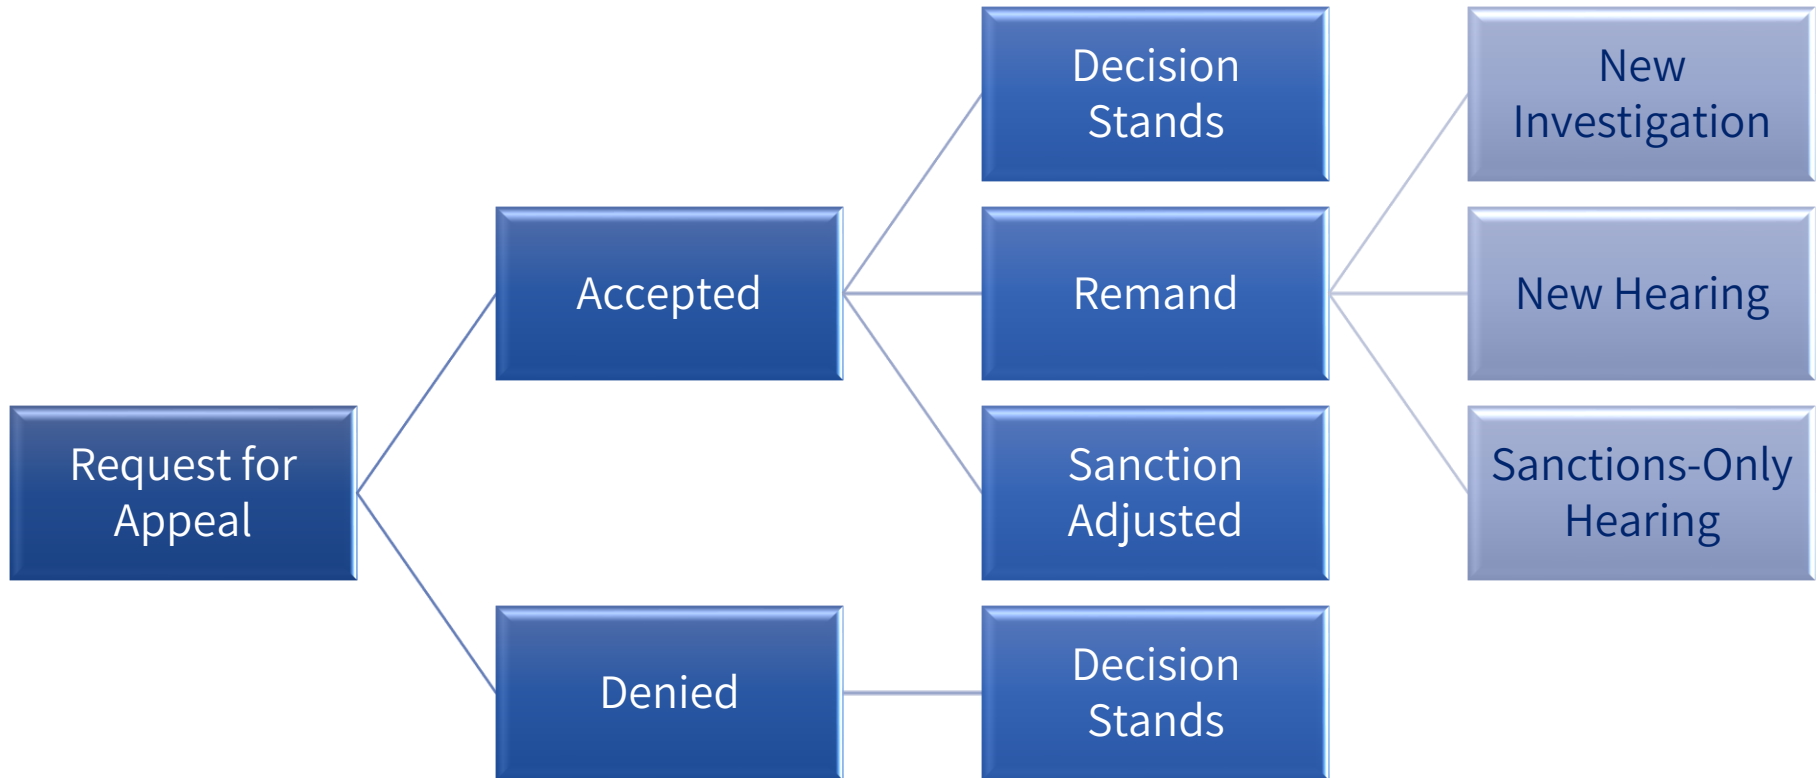 Request for
Appeal
Accepted
Denied
Decision
Stands
Remand
Sanction
Adjusted
Decision
Stands
New
Investigation
New Hearing
Sanctions-Only
Hearing